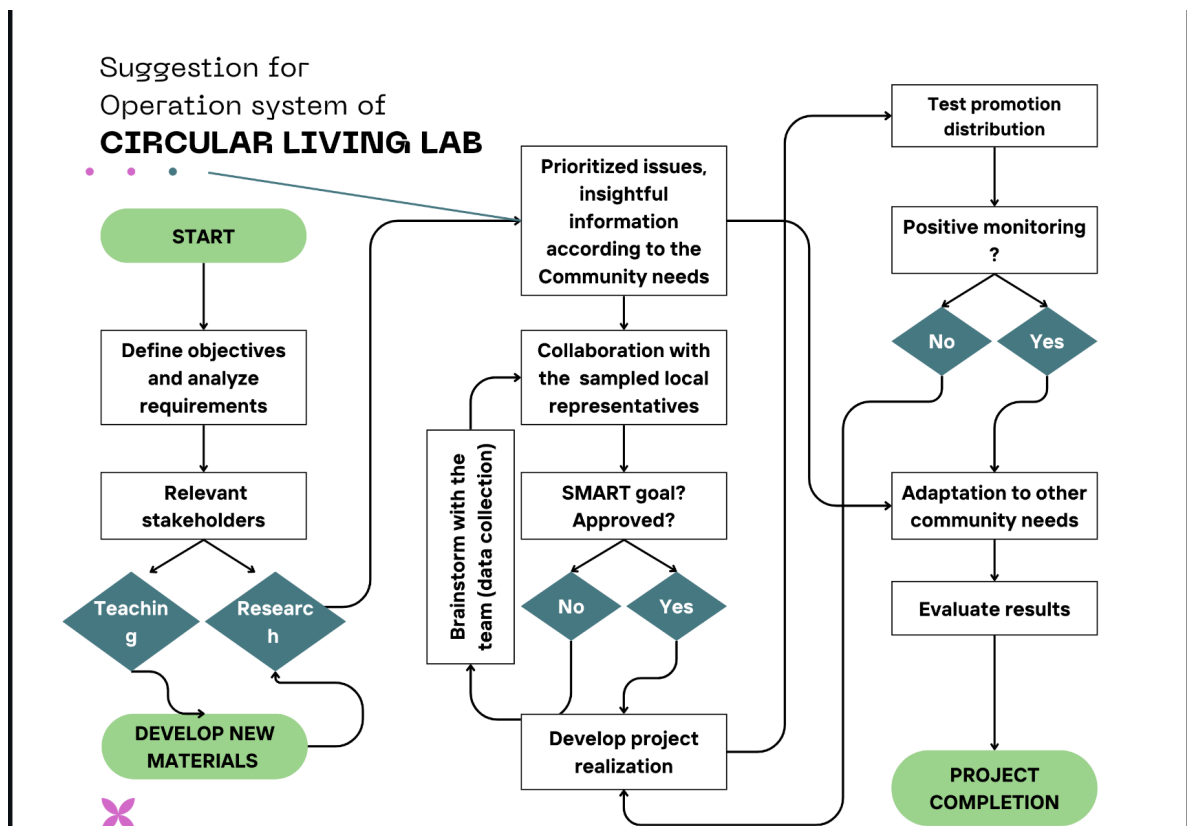 Suggestion for
Operation system of
CIRCULAR LIVING LAB
START
Define objectives
and analyze
requirements
Relevant
stakeholders
Teachin
g
Researc
h
DEVELOP NEW
MATERIALS
Prioritized issues,
insightful
information
according to the
Community needs
Collaboration with
the sampled local
representatives
Brainstorm with the
team (data collection)
SMART goal?
Approved?
No
Yes
Develop project
realization
Test promotion
distribution
Positive monitoring
?
No
Yes
Adaptation to other
community needs
Evaluate results
PROJECT
COMPLETION